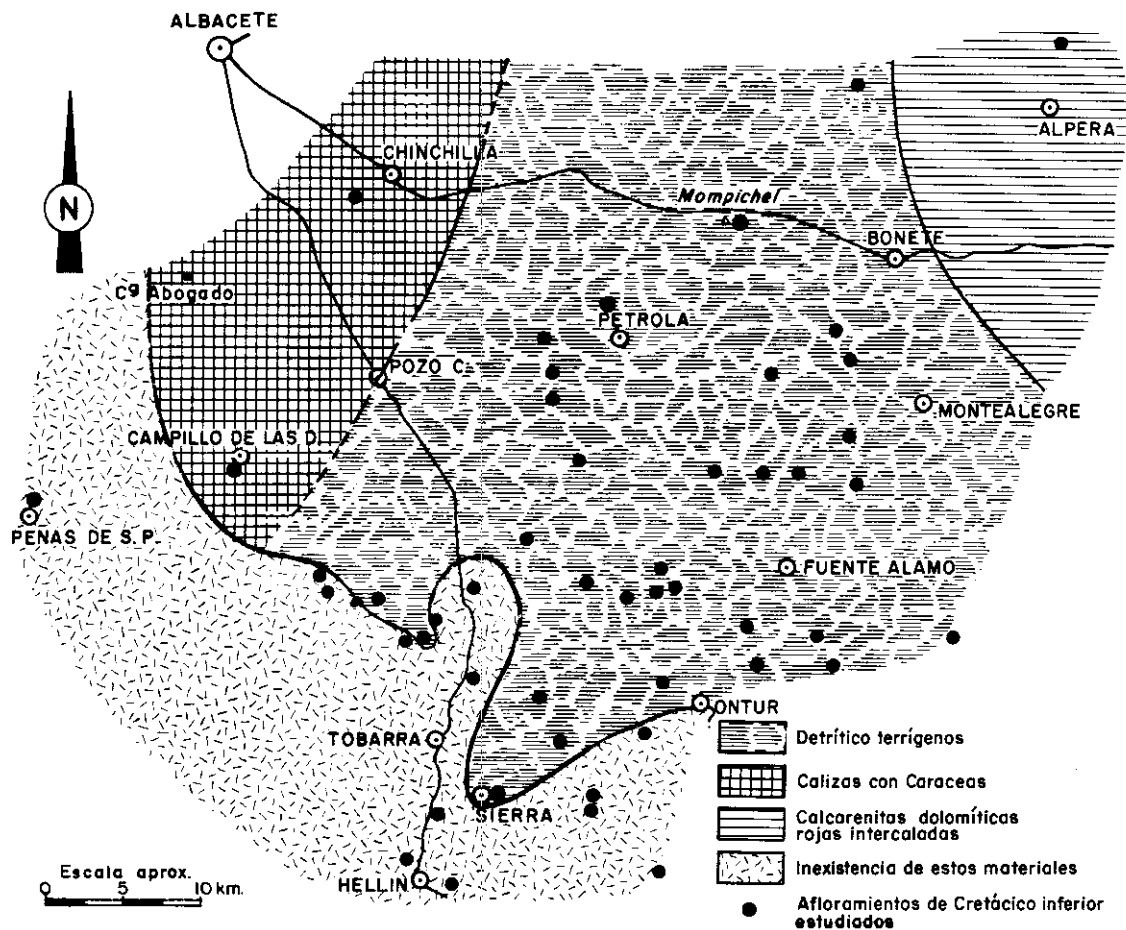 ALBACETE
ALPERA
CHINCHILLA
N
Mompichel
BONETE
Cº Abogado
PETROLA
POZO C.
MONTEALEGRE
CAMPILLO DE LAS D.
PEÑAS DE S.P.
FUENTE ALAMO
ONTUR
TOBARRA
Detrítico terrígenos
Calizas con Caraceas
SIERRA
Calcarenitas dolomíticas
rojas intercaladas
Inexistencia de estos materiales
Escala aprox.
0 5 10 km.
HELLIN
Afloramientos de Cretácico inferior
estudiados